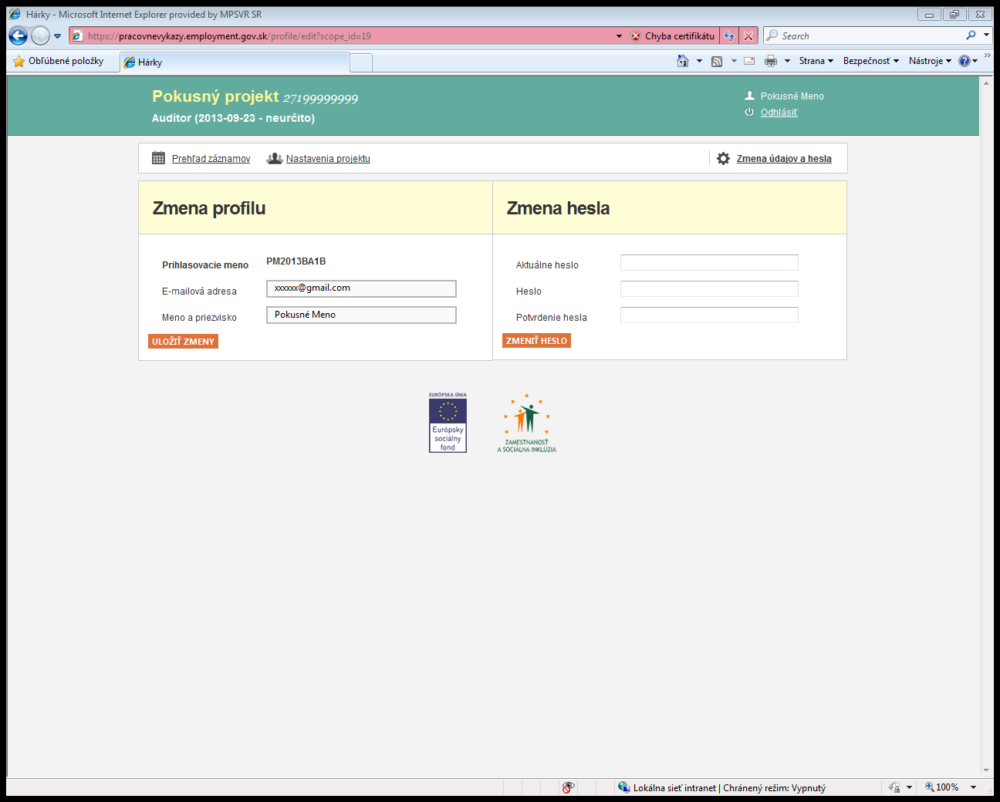 Hárky - Microsoft Internet Explorer provided by MPSVR SR
https://pracovnevykazy.employment.gov.sk/profile/edit?scope_id=19
Chyba certifikátu
Search
Obľúbené položky
Hárky
Strana
Bezpečnosť
Nástroje
Pokusný projekt 27199999999
Audítor (2013-09-23 - neurčito)
Pokusné Meno
Odhlásiť
Prehľad záznamov
Nastavenia projektu
Zmena údajov a hesla
Zmena profilu
Zmena hesla
Prihlasovacie meno PM2013BA1B
E-mailová adresa xxxxxx@gmail.com
Meno a priezvisko Pokusné Meno
ULOŽIŤ ZMENY
Aktuálne heslo
Heslo
Potvrdenie hesla
ZMENIŤ HESLO
EURÓPSKA ÚNIA
Európsky
sociálny
fond
ZAMESTNANOSŤ
A SOCIÁLNA INKLÚZIA
Lokálna sieť intranet | Chránený režim: Vypnutý
100%